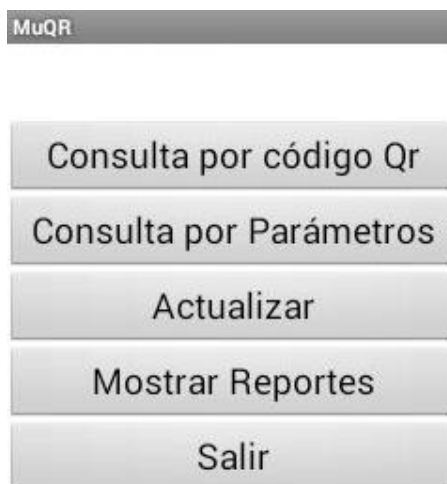 MuQR
Consulta por código Qr
Consulta por Parámetros
Actualizar
Mostrar Reportes
Salir